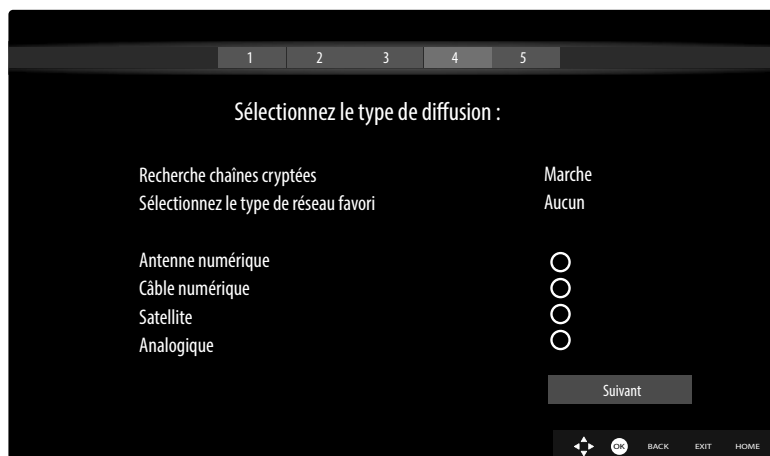 1 2 3 4 5
Sélectionnez le type de diffusion :
Recherche chaînes cryptées Marche
Sélectionnez le type de réseau favori Aucun
Antenne numérique
Câble numérique
Satellite
Analogique
Suivant
OK BACK EXIT HOME